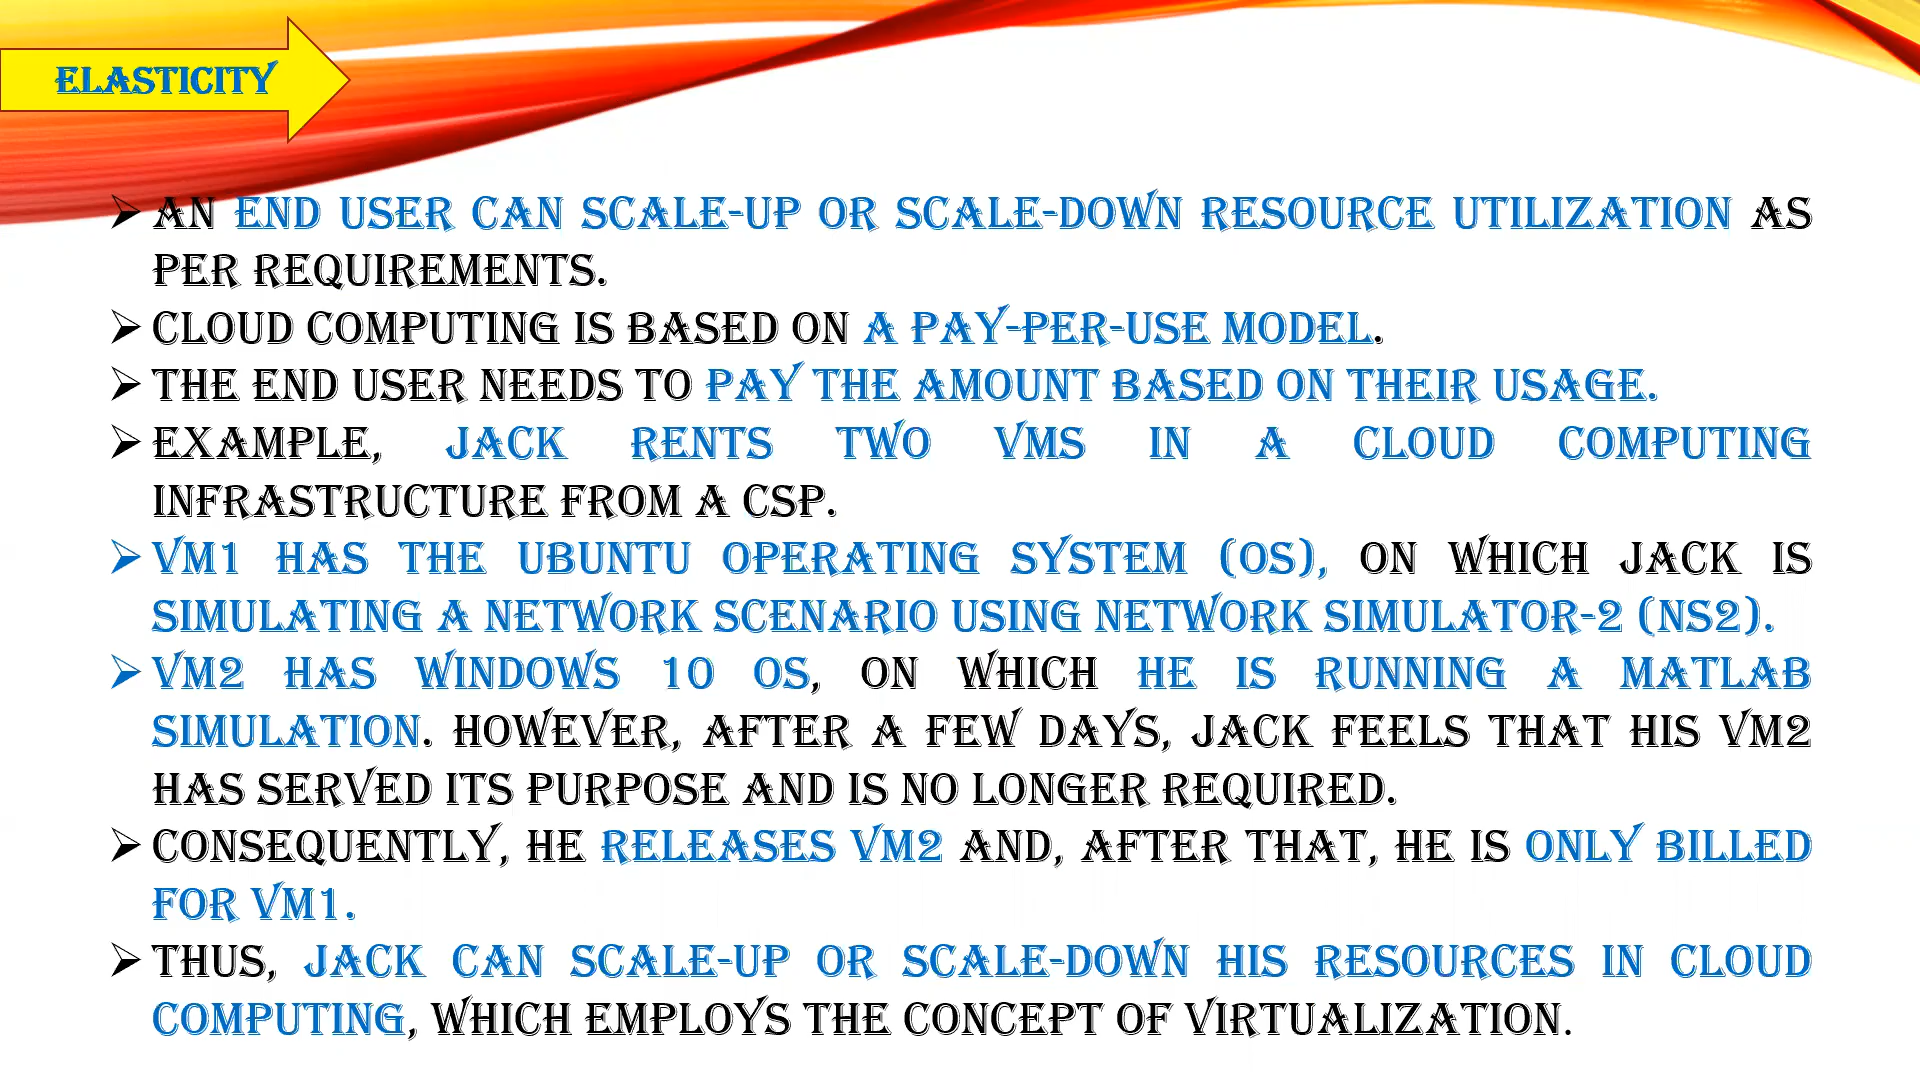 ELASTICITY
➢ AN END USER CAN SCALE-UP OR SCALE-DOWN RESOURCE UTILIZATION AS
PER REQUIREMENTS.
➢ CLOUD COMPUTING IS BASED ON A PAY-PER-USE MODEL.
➢ THE END USER NEEDS TO PAY THE AMOUNT BASED ON THEIR USAGE.
➢ EXAMPLE, JACK RENTS TWO VMS IN A CLOUD COMPUTING
INFRASTRUCTURE FROM A CSP.
➢ VM1 HAS THE UBUNTU OPERATING SYSTEM (OS), ON WHICH JACK IS
SIMULATING A NETWORK SCENARIO USING NETWORK SIMULATOR-2 (NS2).
➢ VM2 HAS WINDOWS 10 OS, ON WHICH HE IS RUNNING A MATLAB
SIMULATION. HOWEVER, AFTER A FEW DAYS, JACK FEELS THAT HIS VM2
HAS SERVED ITS PURPOSE AND IS NO LONGER REQUIRED.
➢ CONSEQUENTLY, HE RELEASES VM2 AND, AFTER THAT, HE IS ONLY BILLED
FOR VM1.
➢ THUS, JACK CAN SCALE-UP OR SCALE-DOWN HIS RESOURCES IN CLOUD
COMPUTING, WHICH EMPLOYS THE CONCEPT OF VIRTUALIZATION.